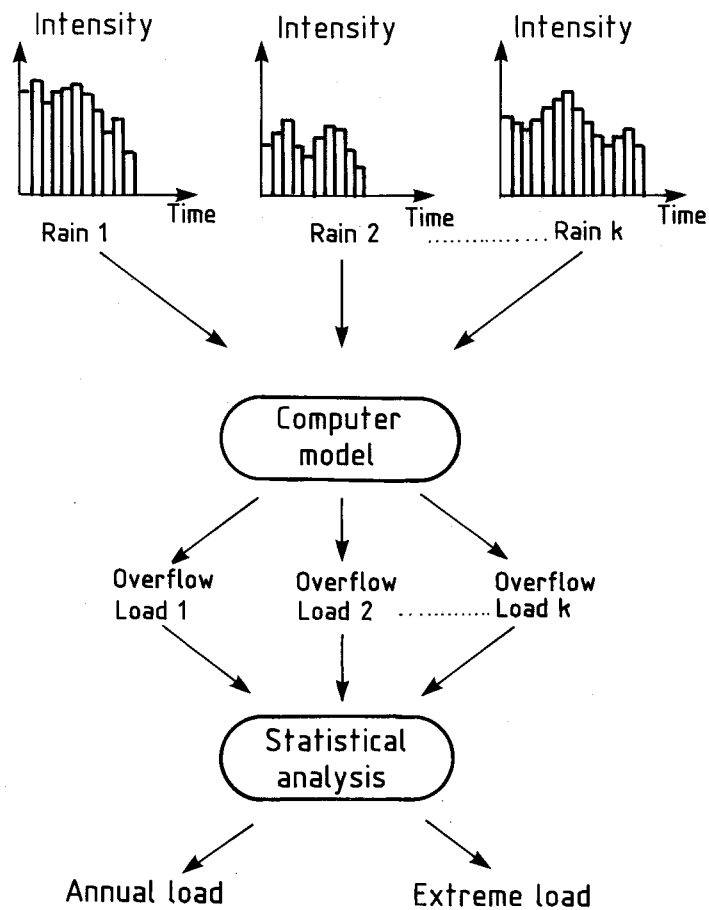 Intensity
Intensity
Intensity
Time
Time
Time
Rain 1
Rain 2 .................. Rain k
Computer
model
Overflow
Load 1
Overflow
Load 2
Overflow
Load k
Statistical
analysis
Annual load
Extreme load